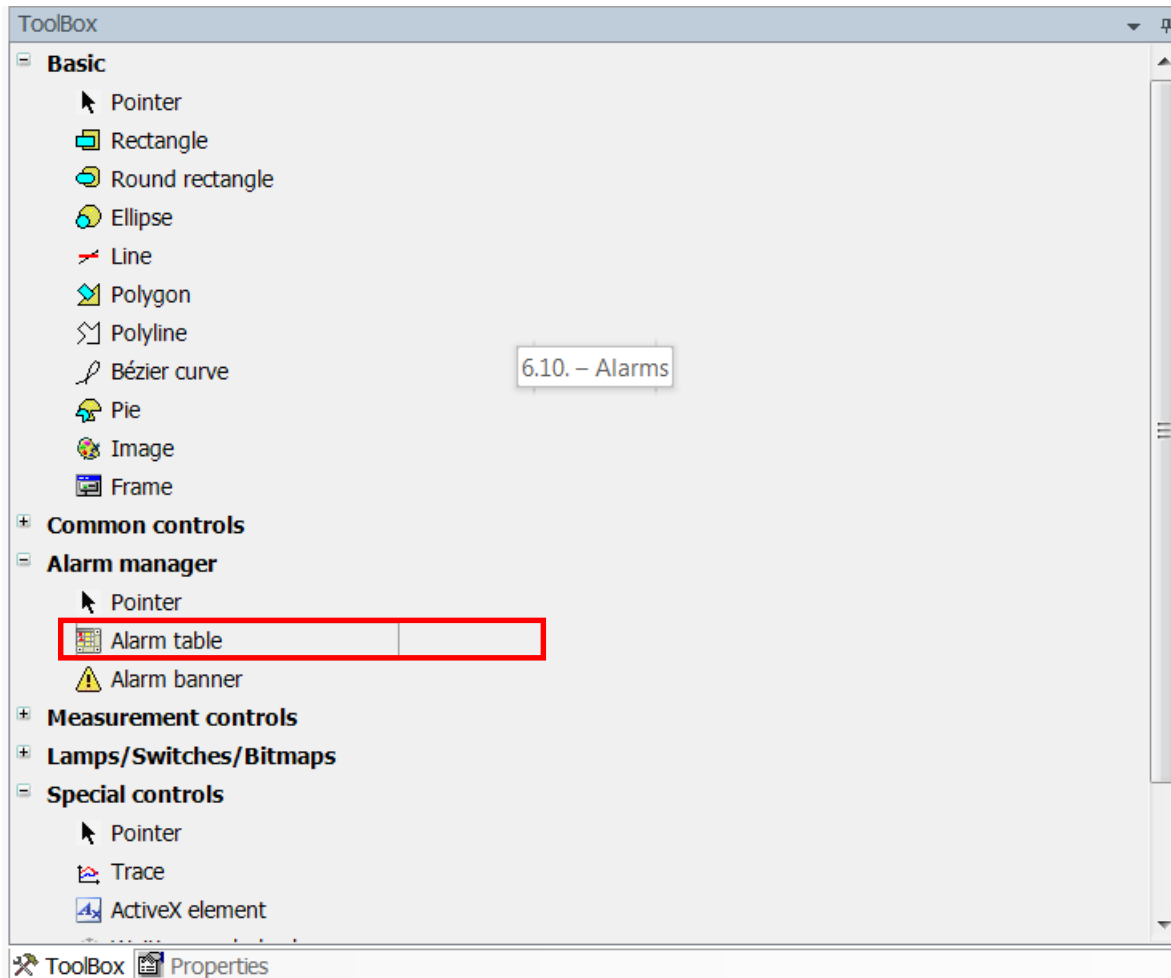 ToolBox
Basic
Pointer
Rectangle
Round rectangle
Ellipse
Line
Polygon
Polyline
Bézier curve
6.10. – Alarms
Pie
Image
Frame
Common controls
Alarm manager
Pointer
Alarm table
Alarm banner
Measurement controls
Lamps/Switches/Bitmaps
Special controls
Pointer
Trace
ActiveX element
ToolBox Properties